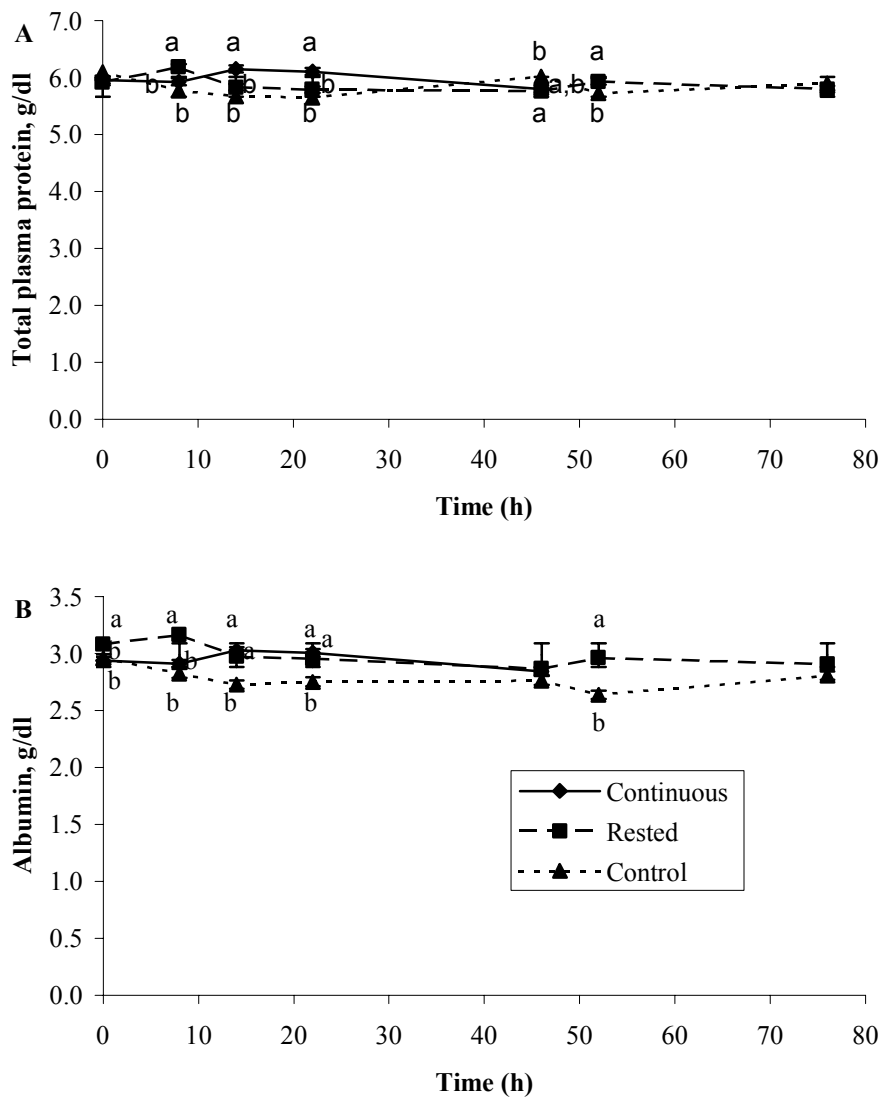 A
Total plasma protein, g/dl
7.0
6.0
5.0
4.0
3.0
2.0
1.0
0.0
a a a b a
b b b a,b
b b b a b
0 10 20 30 40 50 60 70 80
Time (h)
B
Albumin, g/dl
3.5
3.0
2.5
2.0
1.5
1.0
0.5
0.0
a a a a a
b b a a
b b b b b
Continuous
Rested
Control
0 10 20 30 40 50 60 70 80
Time (h)